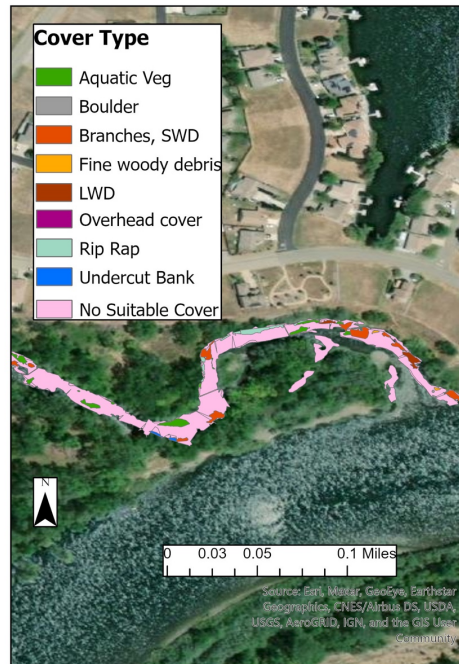 Cover Type
Aquatic Veg
Boulder
Branches, SWD
Fine woody debris
LWD
Overhead cover
Rip Rap
Undercut Bank
No Suitable Cover
N
0 0.03 0.05 0.1 Miles
Source: Esri, Maxar, GeoEye, Earthstar
Geographics, CNES/Airbus DS, USDA,
USGS, AeroGRID, IGN, and the GIS User
Community